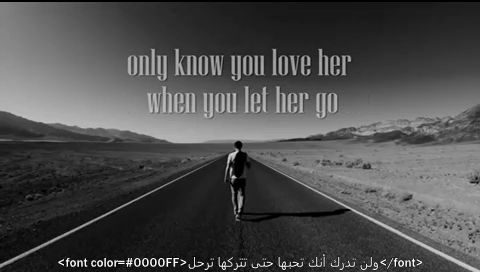 only know you love her
when you let her go
<font color=#0000FF>ولن تدرك أنك تحبها حتى تتركها ترحل</font>